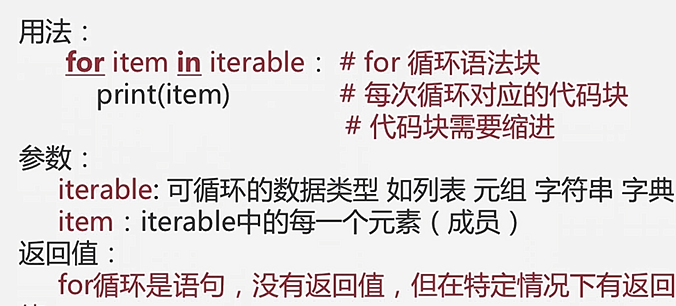 用法：
for item in iterable： # for 循环语法块
print(item) # 每次循环对应的代码块
# 代码块需要缩进
参数：
iterable: 可循环的数据类型 如列表 元组 字符串 字典
item：iterable中的每一个元素（成员）
返回值：
for循环是语句，没有返回值，但在特定情况下有返回